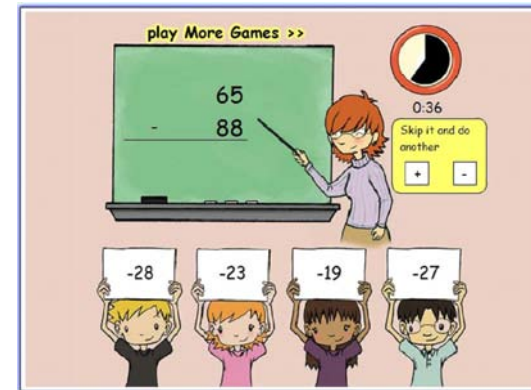 play More Games >>
65
- 88
0:36
Skip it and do
another
+ -
-28 -23 -19 -27